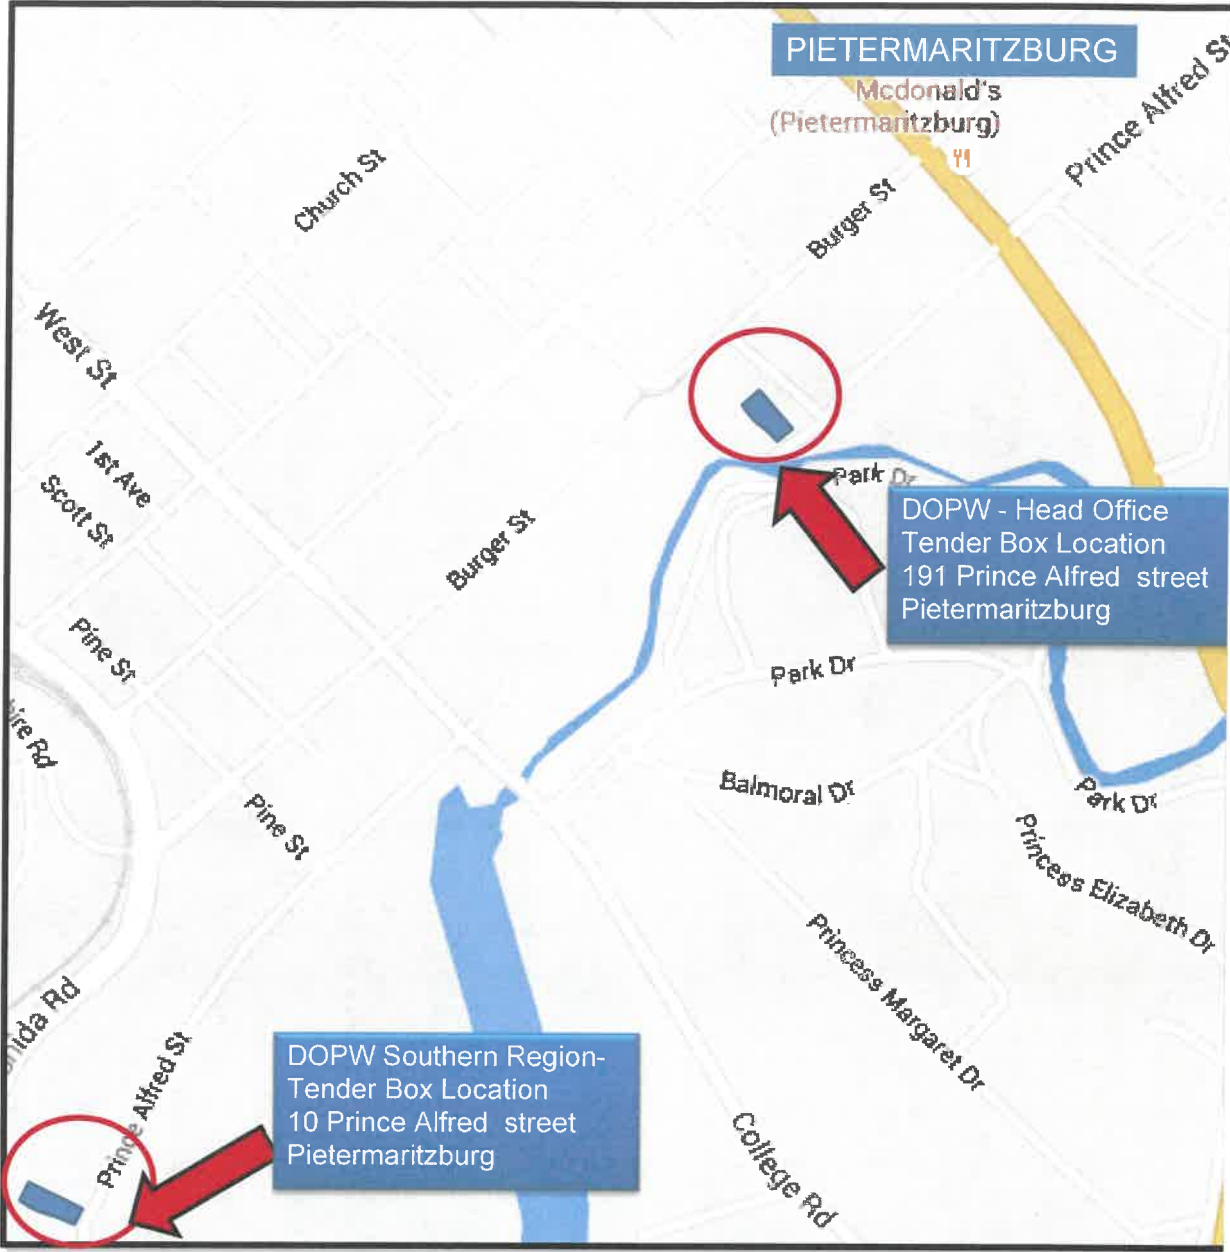 PIETERMARITZBURG
Mcdonald's
(Pietermaritzburg)
Prince Alfred St
Church St
Burger St
West St
1st Ave
Scott St
Park Dr
Burger St
DOPW - Head Office
Tender Box Location
191 Prince Alfred street
Pietermaritzburg
Pine St
Park Dr
Rd
Balmoral Dr
Park Dr
Pine St
Princess Elizabeth Dr
Princess Margaret Dr
Rd
Prince Alfred St
DOPW Southern Region-
Tender Box Location
10 Prince Alfred street
Pietermaritzburg
College Rd